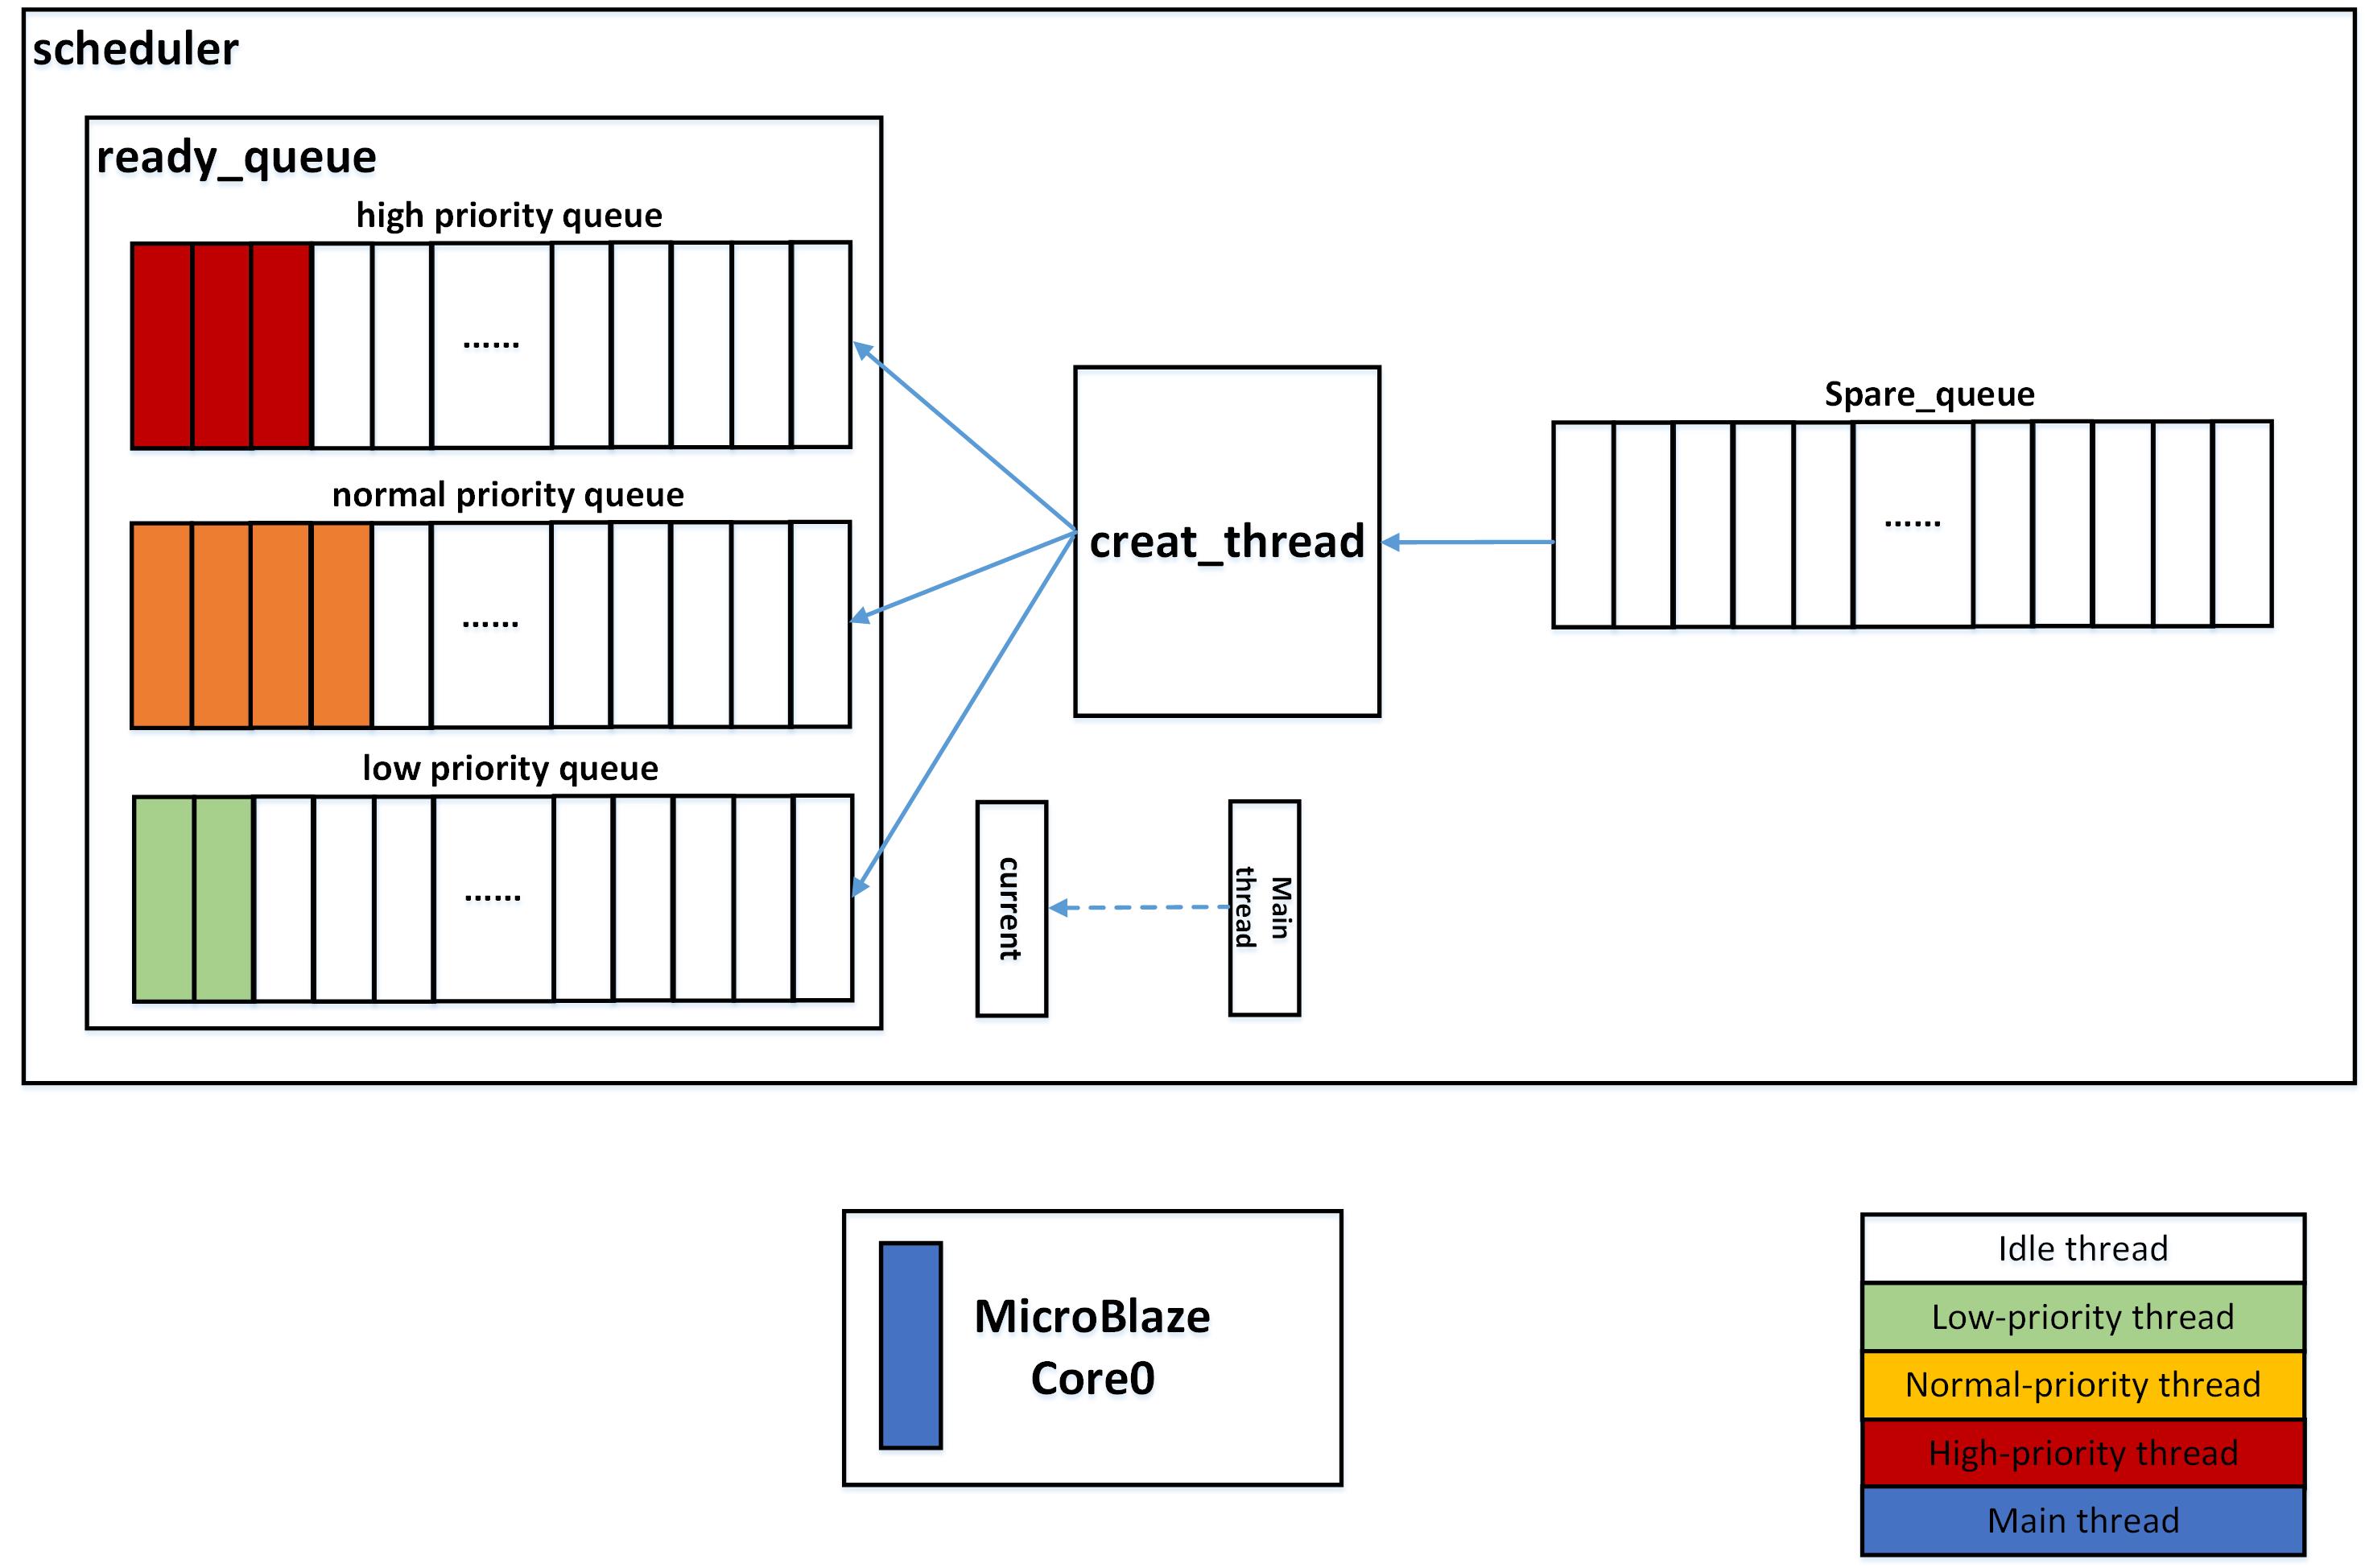 scheduler
ready_queue
high priority queue
......
normal priority queue
......
low priority queue
......
creat_thread
Spare_queue
......
current
Main
thread
MicroBlaze
Core0
Idle thread
Low-priority thread
Normal-priority thread
High-priority thread
Main thread